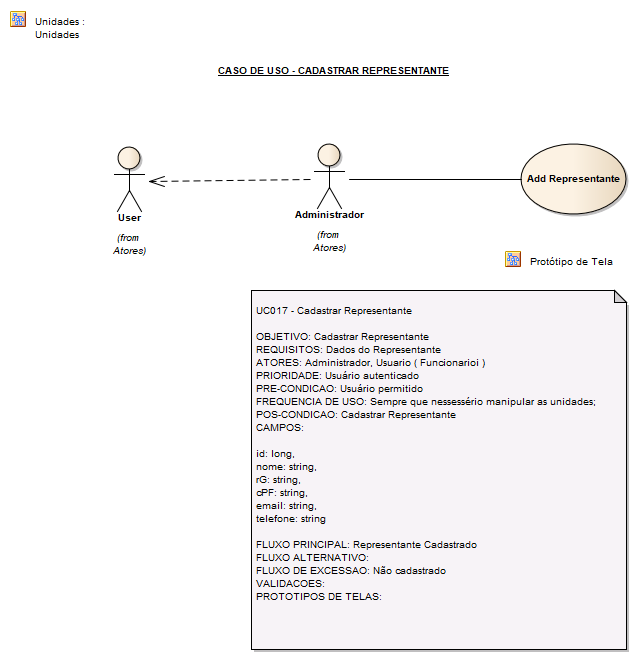 Unidades :
Unidades
CASO DE USO - CADASTRAR REPRESENTANTE
User
(from
Atores)
Administrador
(from
Atores)
Add Representante
Protótipo de Tela
UC017 - Cadastrar Representante
OBJETIVO: Cadastrar Representante
REQUISITOS: Dados do Representante
ATORES: Administrador, Usuario ( Funcionarioi )
PRIORIDADE: Usuário autenticado
PRE-CONDICAO: Usuário permitido
FREQUENCIA DE USO: Sempre que nessessério manipular as unidades;
POS-CONDICAO: Cadastrar Representante
CAMPOS:
id: long,
nome: string,
rG: string,
cPF: string,
email: string,
telefone: string
FLUXO PRINCIPAL: Representante Cadastrado
FLUXO ALTERNATIVO:
FLUXO DE EXCESSAO: Não cadastrado
VALIDACOES:
PROTOTIPOS DE TELAS: